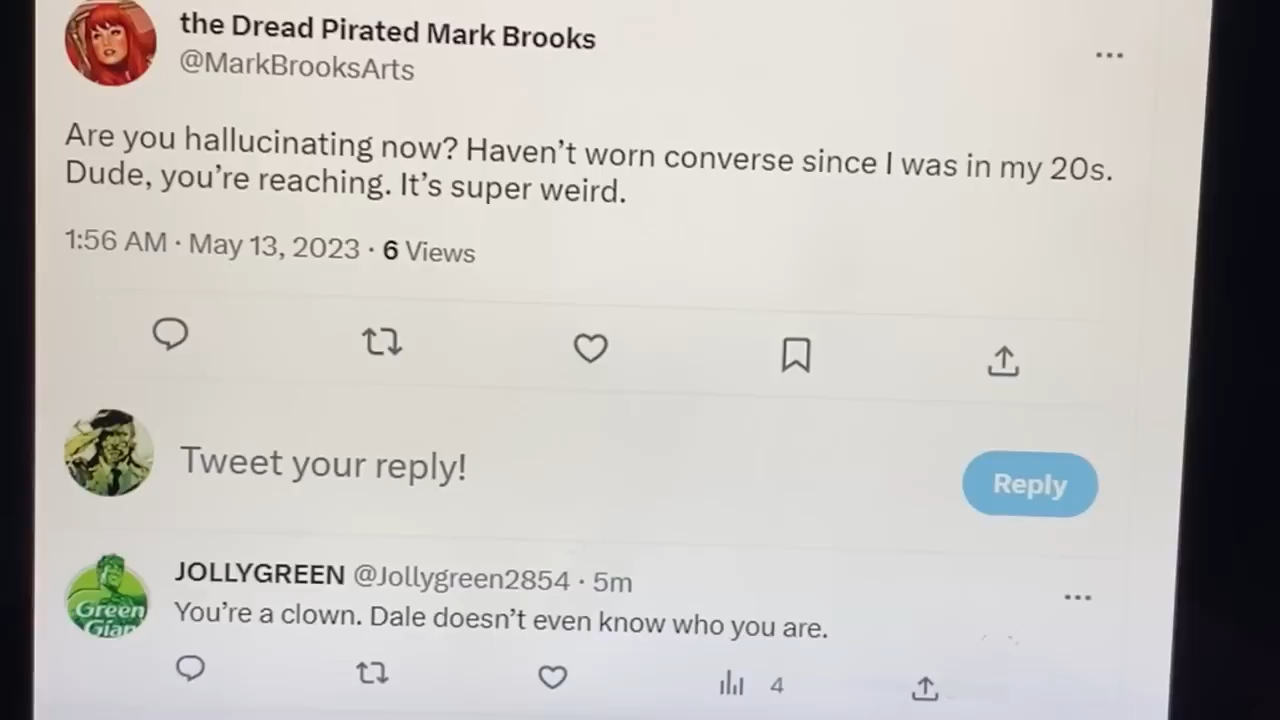 the Dread Pirated Mark Brooks
@MarkBrooksArts
Are you hallucinating now? Haven’t worn converse since I was in my 20s.
Dude, you’re reaching. It’s super weird.
1:56 AM · May 13, 2023 · 6 Views
Tweet your reply!
Reply
JOLLYGREEN @Jollygreen2854 · 5m
Green
Giant
You’re a clown. Dale doesn’t even know who you are.
4